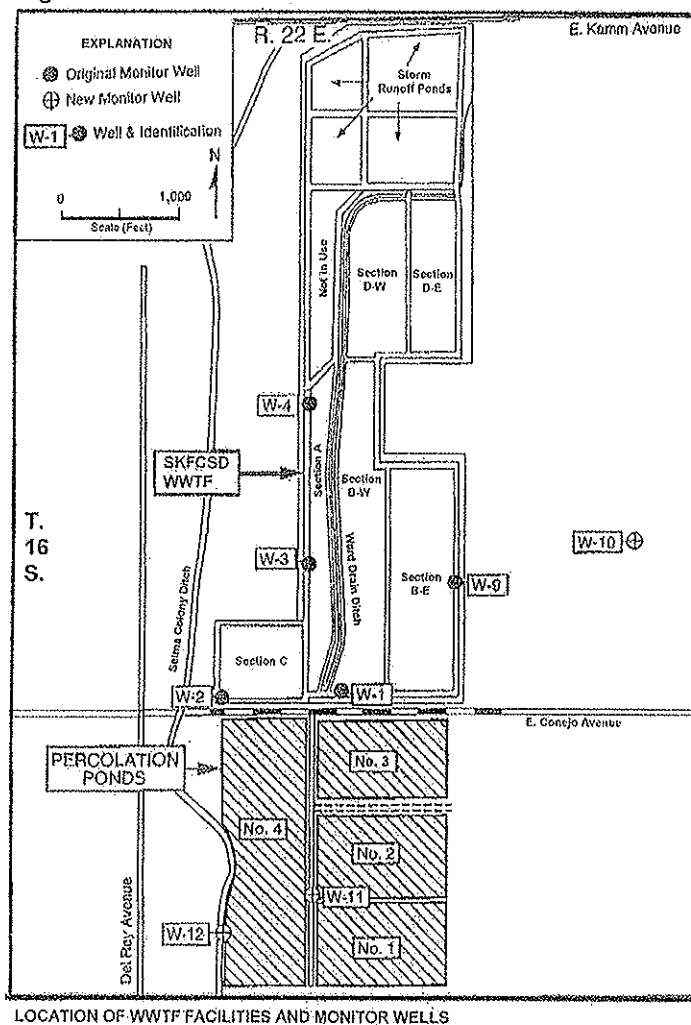 EXPLANATION
Original Monitor Well
New Monitor Well
W-1 Well & Identification
N
0 1,000
Scale (Feet)
R. 22 E.
E. Kamm Avenue
Storm
Runoff Ponds
Not In Use
Section
D-W
Section
D-E
W-4
SKFCSD
WWTF
Section A
Section
B-W
T.
16
S.
W-10
Selma Colony Ditch
W-3
Ward Drain Ditch
Section
B-E
W-9
Section C
W-2
W-1
E. Conejo Avenue
PERCOLATION
PONDS
No. 3
No. 4
No. 2
W-11
W-12
No. 1
Del Rey Avenue
LOCATION OF WWTF FACILITIES AND MONITOR WELLS